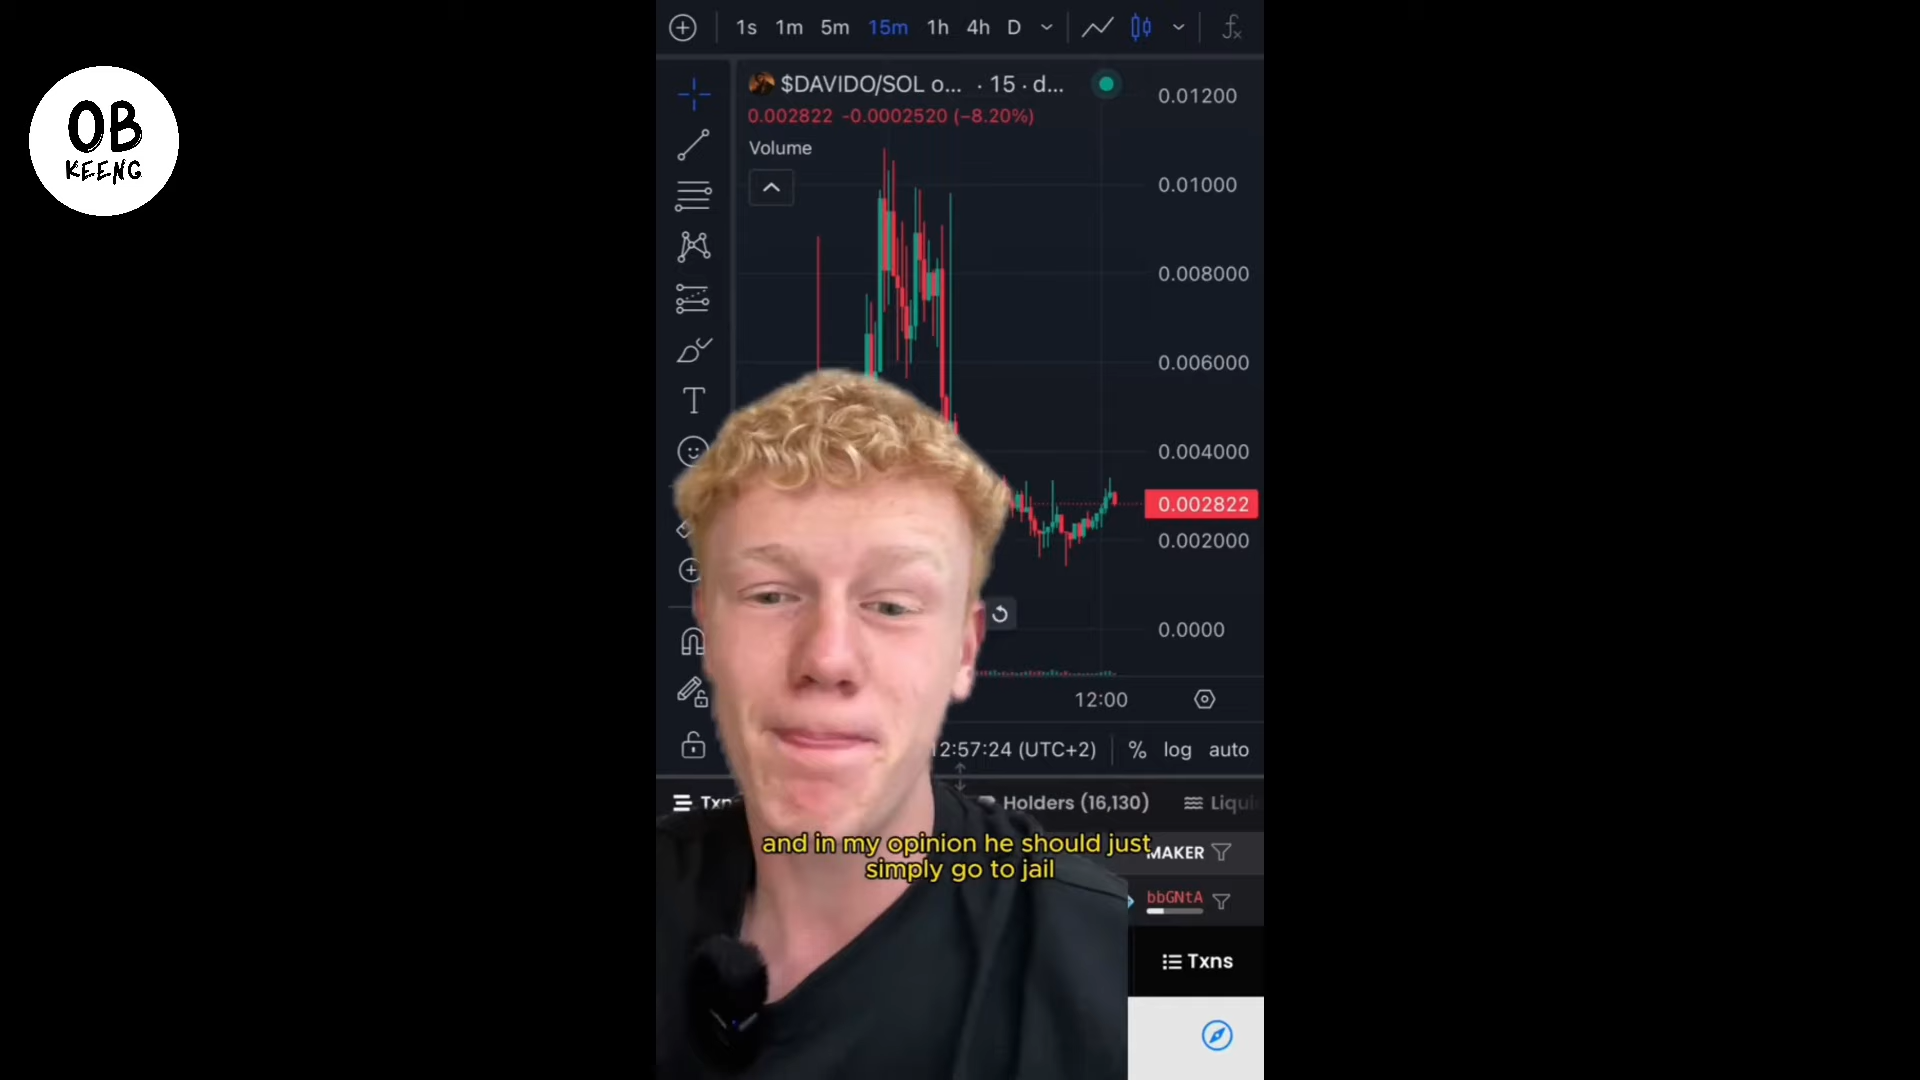 OB
KEENG
1s 1m 5m 15m 1h 4h D
$DAVIDO/SOL o... · 15 · d...
0.002822 -0.0002520 (−8.20%)
Volume
0.01200
0.01000
0.008000
0.006000
0.004000
0.002822
0.002000
0.0000
12:00
12:57:24 (UTC+2) % log auto
Txn Holders (16,130) Liqui
and in my opinion he should just
simply go to jail
MAKER
bbGNtA
Txns